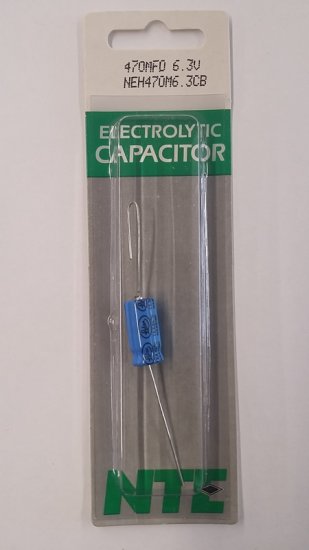 470MFD 6.3V
NEH470M6.3CB
ELECTROLYTIC
CAPACITOR
NTE